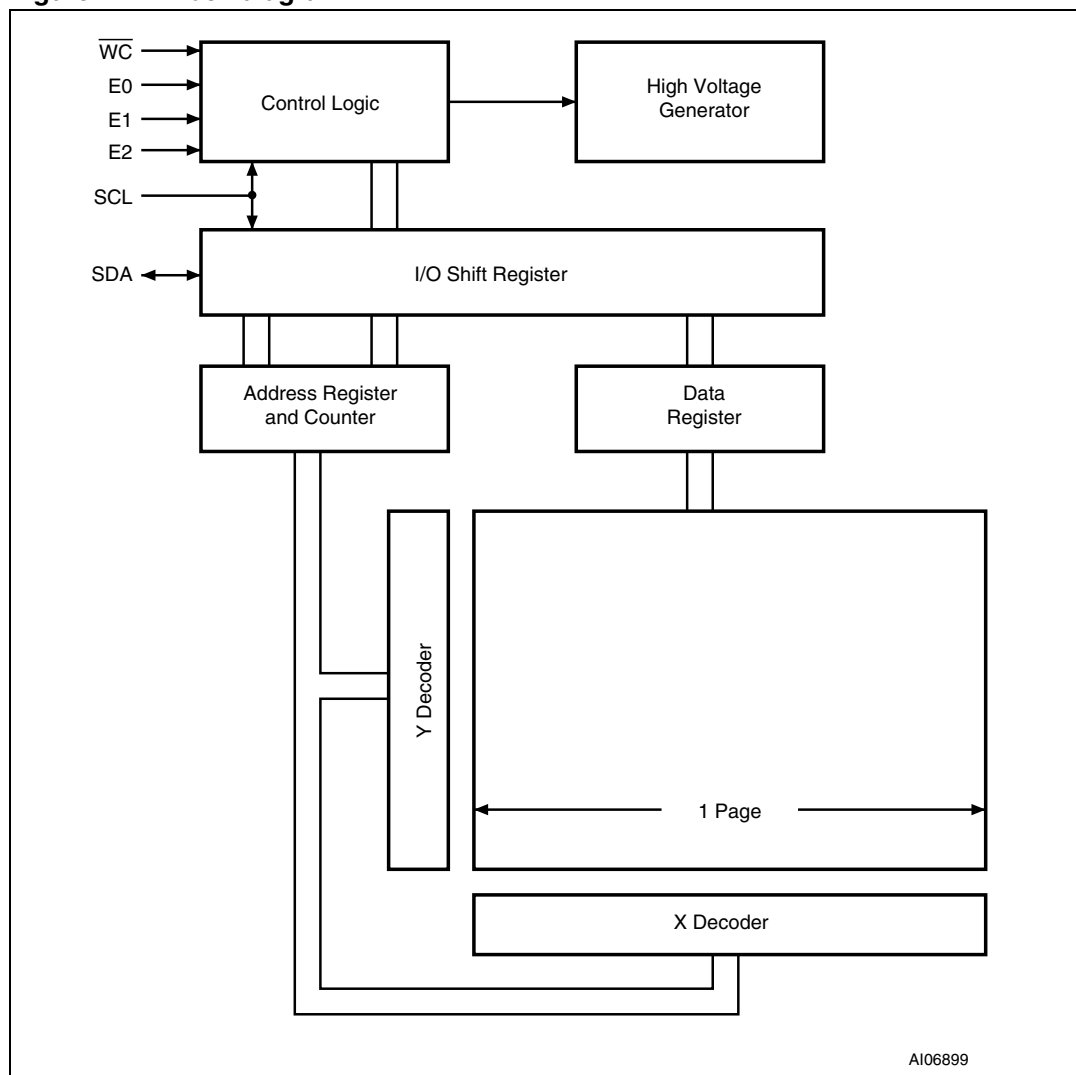 W̅C̅
E0
E1
E2
SCL
SDA
Control Logic
High Voltage
Generator
I/O Shift Register
Address Register
and Counter
Data
Register
Y Decoder
1 Page
X Decoder
AI06899